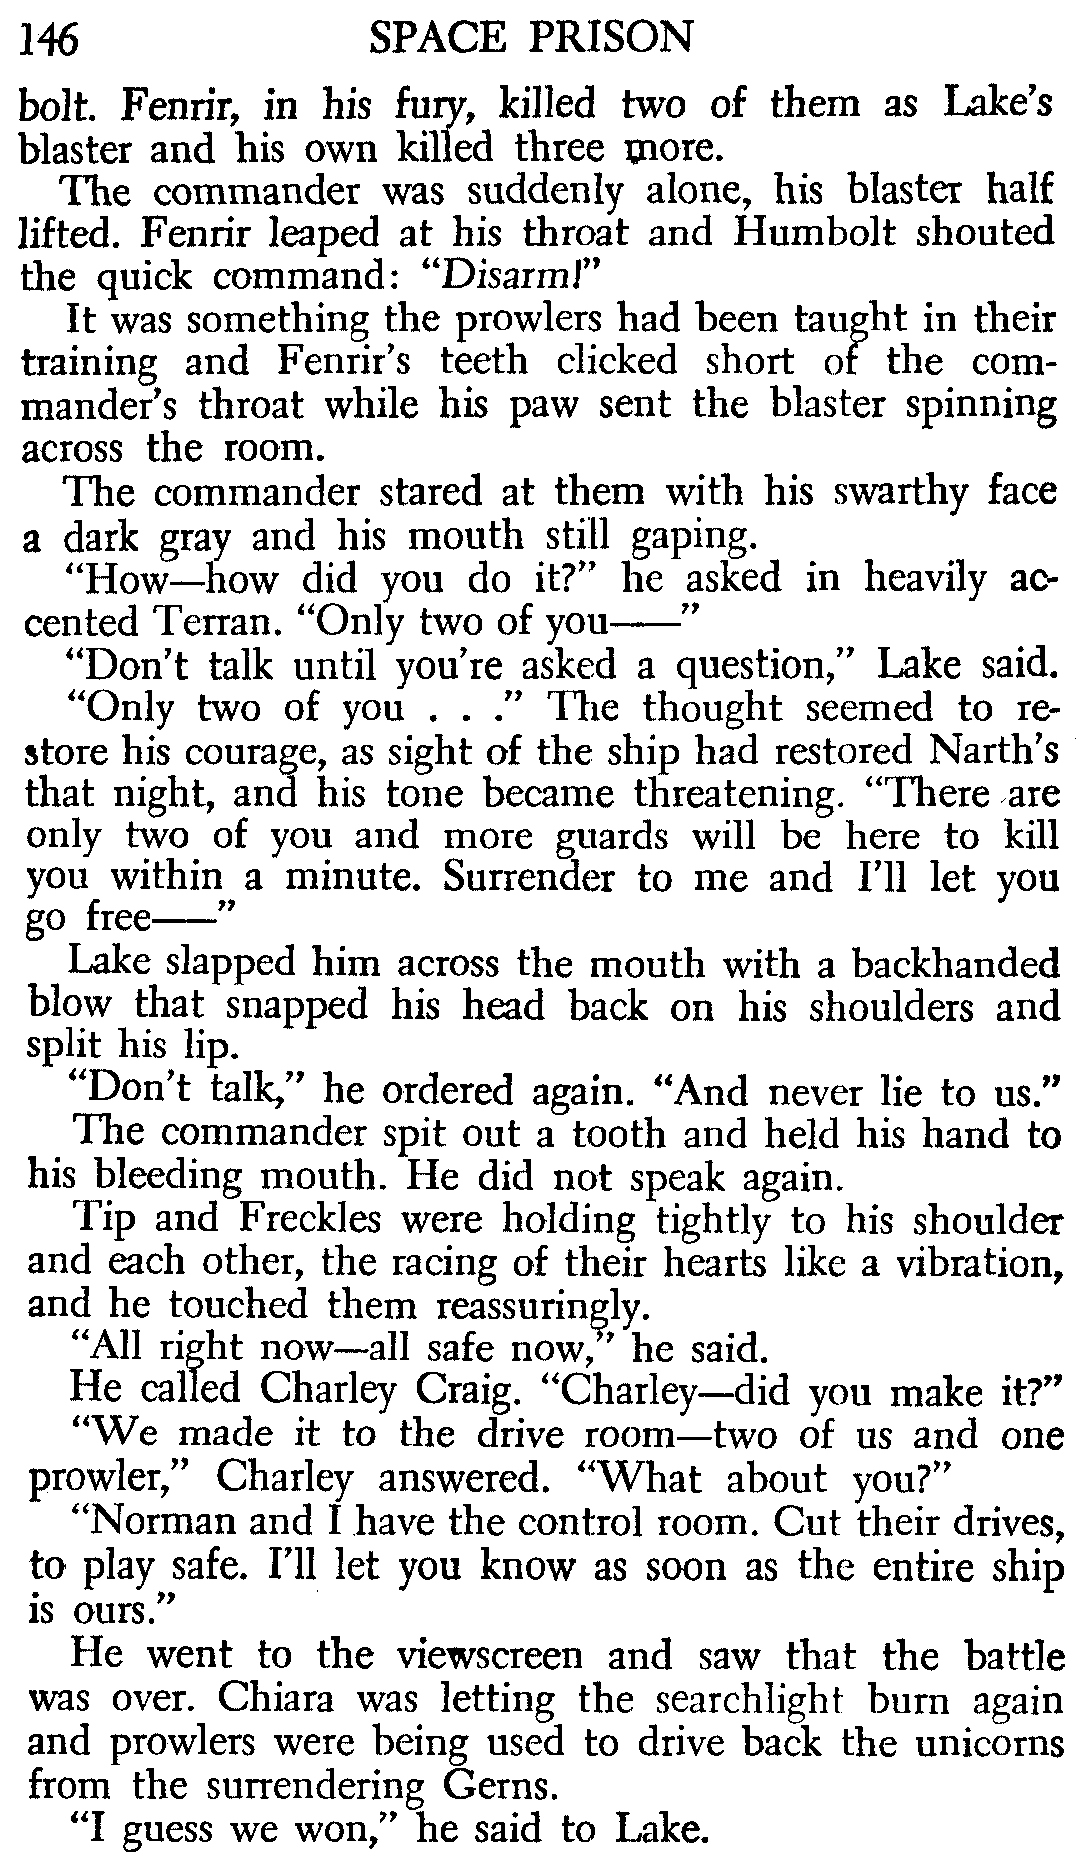 146 SPACE PRISON
bolt. Fenrir, in his fury, killed two of them as Lake's
blaster and his own killed three more.
The commander was suddenly alone, his blaster half
lifted. Fenrir leaped at his throat and Humbolt shouted
the quick command: “Disarm!”
It was something the prowlers had been taught in their
training and Fenrir's teeth clicked short of the com-
mander's throat while his paw sent the blaster spinning
across the room.
The commander stared at them with his swarthy face
a dark gray and his mouth still gaping.
“How—how did you do it?” he asked in heavily ac-
cented Terran. “Only two of you——”
“Don't talk until you're asked a question,” Lake said.
“Only two of you . . .” The thought seemed to re-
store his courage, as sight of the ship had restored Narth's
that night, and his tone became threatening. “There are
only two of you and more guards will be here to kill
you within a minute. Surrender to me and I'll let you
go free——”
Lake slapped him across the mouth with a backhanded
blow that snapped his head back on his shoulders and
split his lip.
“Don't talk,” he ordered again. “And never lie to us.”
The commander spit out a tooth and held his hand to
his bleeding mouth. He did not speak again.
Tip and Freckles were holding tightly to his shoulder
and each other, the racing of their hearts like a vibration,
and he touched them reassuringly.
“All right now—all safe now,” he said.
He called Charley Craig. “Charley—did you make it?”
“We made it to the drive room—two of us and one
prowler,” Charley answered. “What about you?”
“Norman and I have the control room. Cut their drives,
to play safe. I'll let you know as soon as the entire ship
is ours.”
He went to the viewscreen and saw that the battle
was over. Chiara was letting the searchlight burn again
and prowlers were being used to drive back the unicorns
from the surrendering Gerns.
“I guess we won,” he said to Lake.